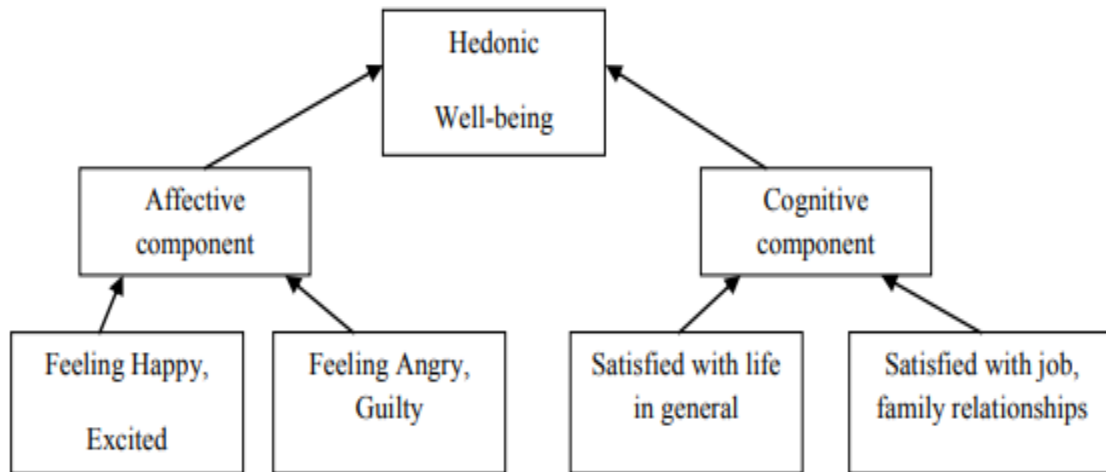 Hedonic
Well-being
Affective
component
Cognitive
component
Feeling Happy,
Excited
Feeling Angry,
Guilty
Satisfied with life
in general
Satisfied with job,
family relationships